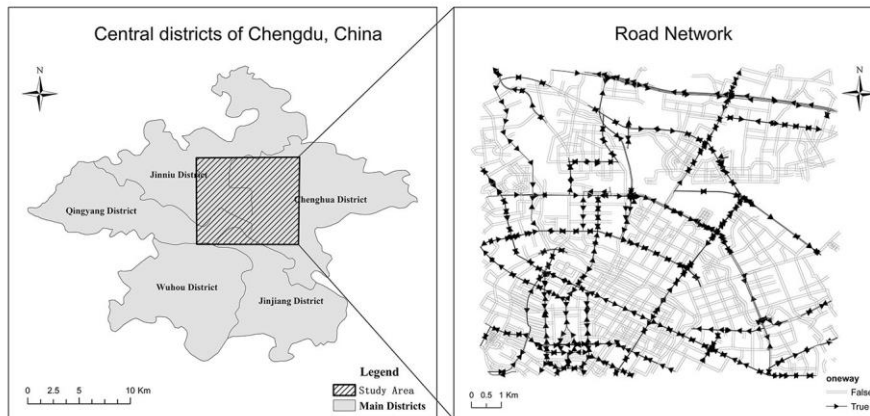 Central districts of Chengdu, China
N
Jinniu District
Chenghua District
Qingyang District
Wuhou District
Jinjiang District
Legend
Study Area
Main Districts
0 2.5 5 10 Km
Road Network
N
oneway
False
True
0 0.5 1 Km